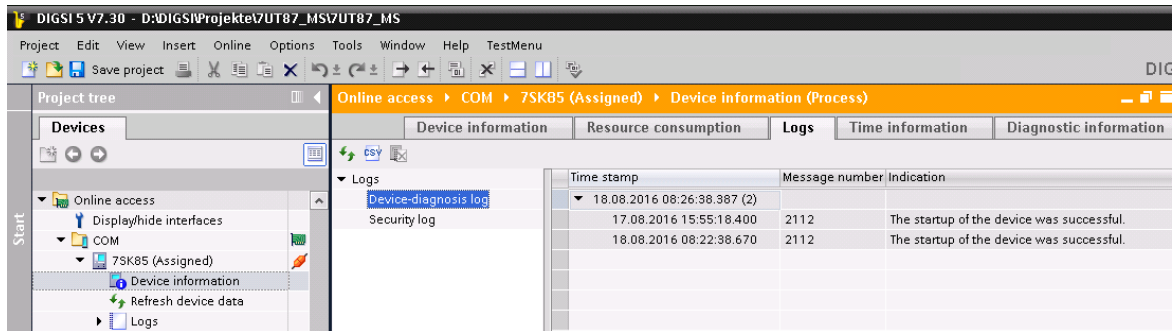 DIGSI 5 V7.30 - D:\DIGSI\Projekte\7UT87_MS\7UT87_MS
Project Edit View Insert Online Options Tools Window Help TestMenu
Save project
DIG
Project tree
Online access COM 7SK85 (Assigned) Device information (Process)
Devices
Device information Resource consumption Logs Time information Diagnostic information
CSV
Logs
Time stamp Message number Indication
Device-diagnosis log
18.08.2016 08:26:38.387 (2)
Online access
Security log
17.08.2016 15:55:18.400 2112 The startup of the device was successful.
Start
Display/hide interfaces
18.08.2016 08:22:38.670 2112 The startup of the device was successful.
COM
7SK85 (Assigned)
Device information
Refresh device data
Logs